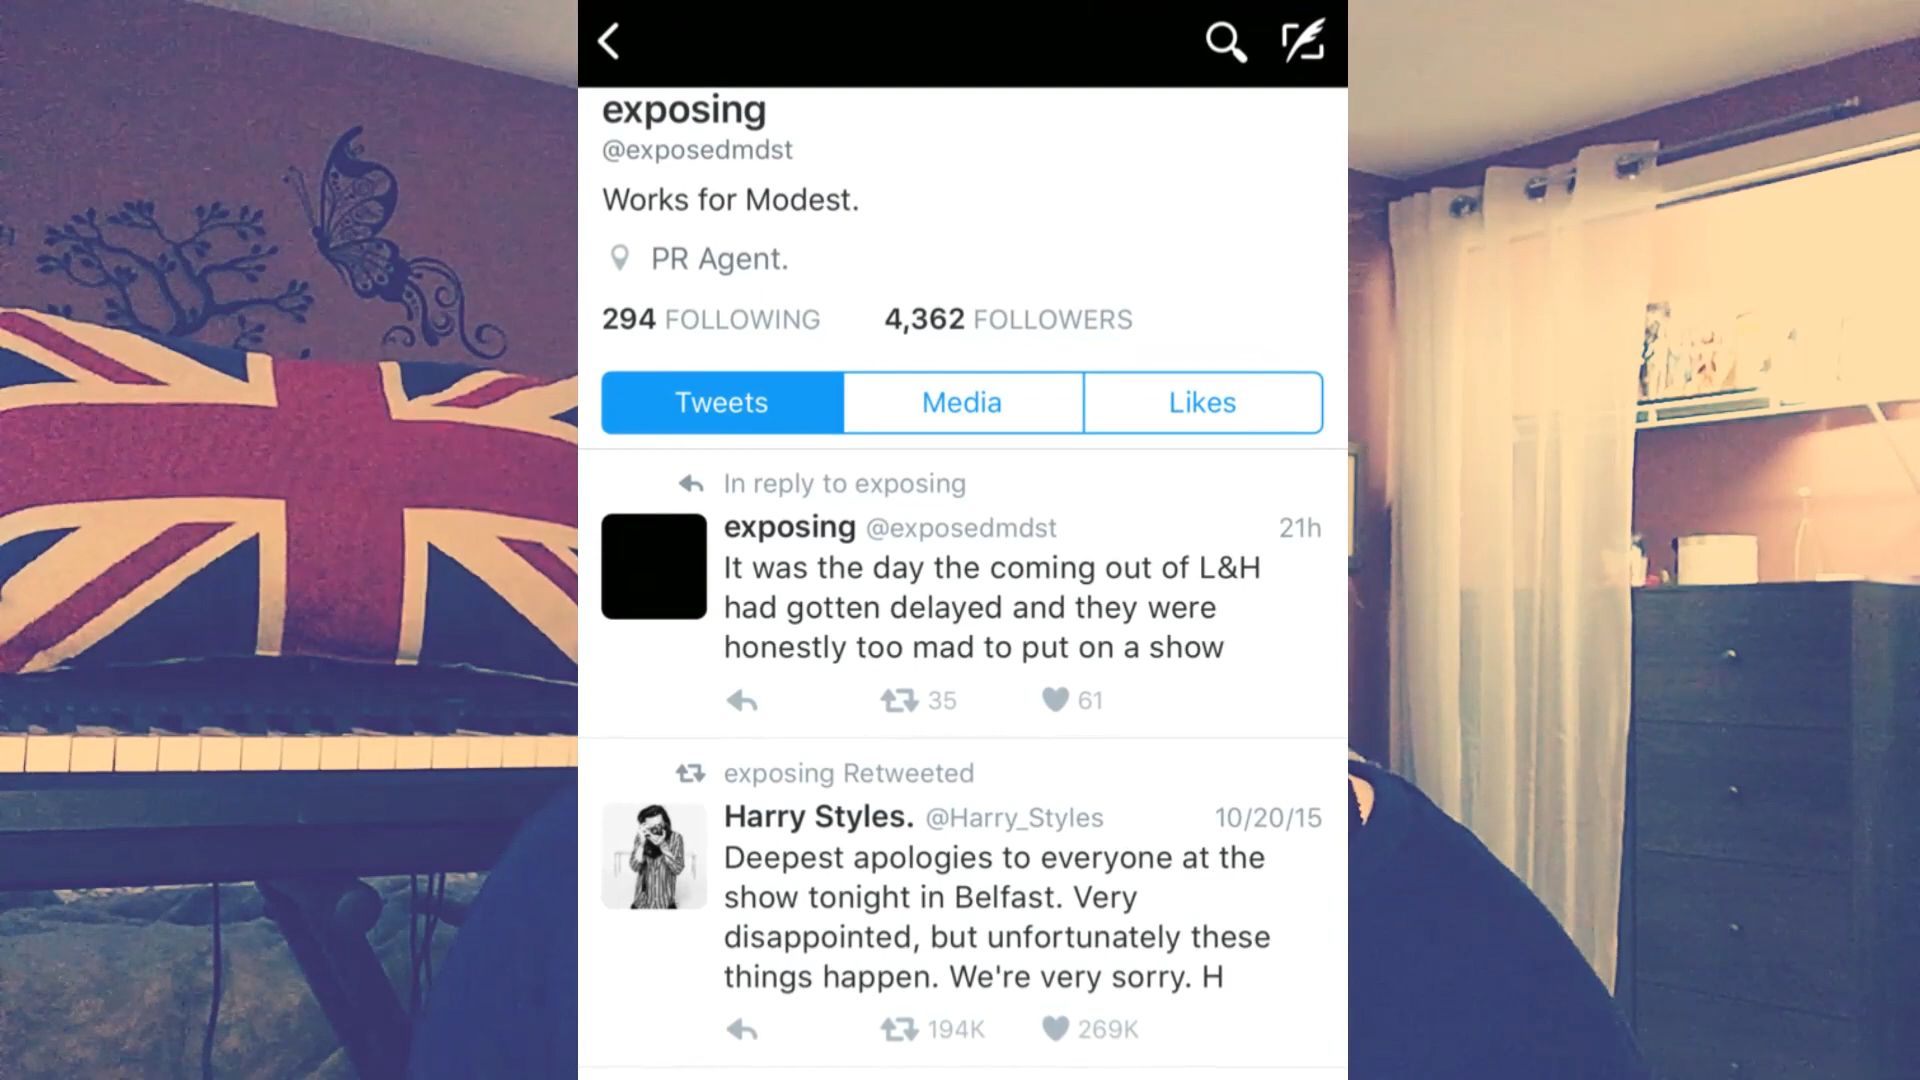 exposing
@exposedmdst
Works for Modest.
PR Agent.
294 FOLLOWING 4,362 FOLLOWERS
Tweets Media Likes
In reply to exposing
exposing @exposedmdst 21h
It was the day the coming out of L&H
had gotten delayed and they were
honestly too mad to put on a show
35 61
exposing Retweeted
Harry Styles. @Harry_Styles 10/20/15
Deepest apologies to everyone at the
show tonight in Belfast. Very
disappointed, but unfortunately these
things happen. We're very sorry. H
194K 269K